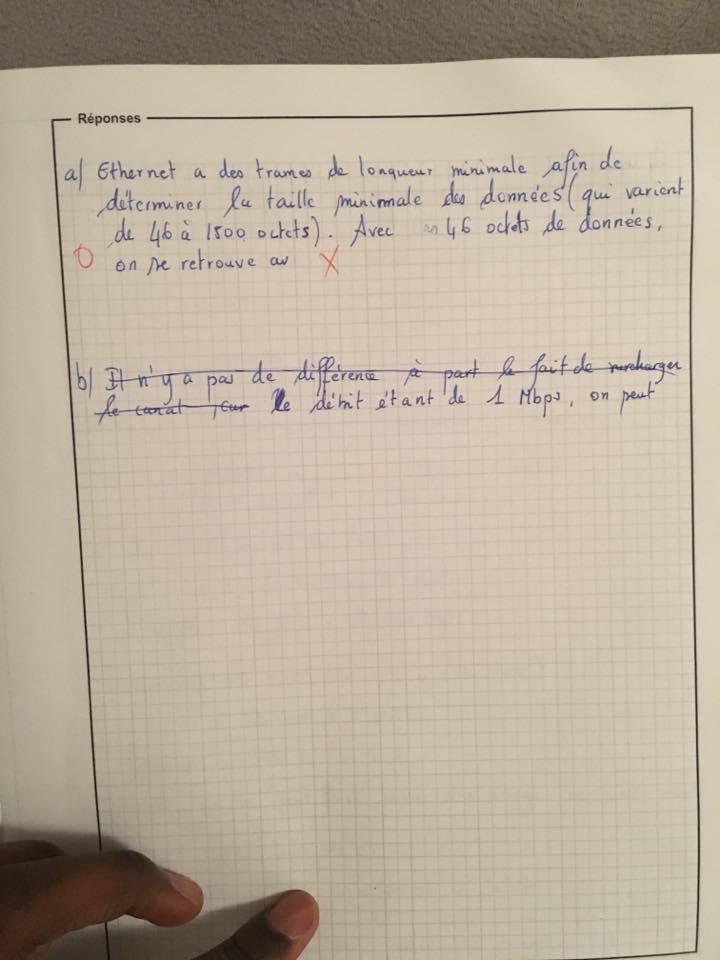 Réponses
a) Ethernet a des trames de longueur minimale afin de
déterminer la taille minimale des données (qui varient
de 46 à 1500 octets). Avec 46 octets de données,
0 on se retrouve av X
b) Il n'y a pas de différence à part le fait de surcharger
le canal, car Le débit étant de 1 Mbps, on peut